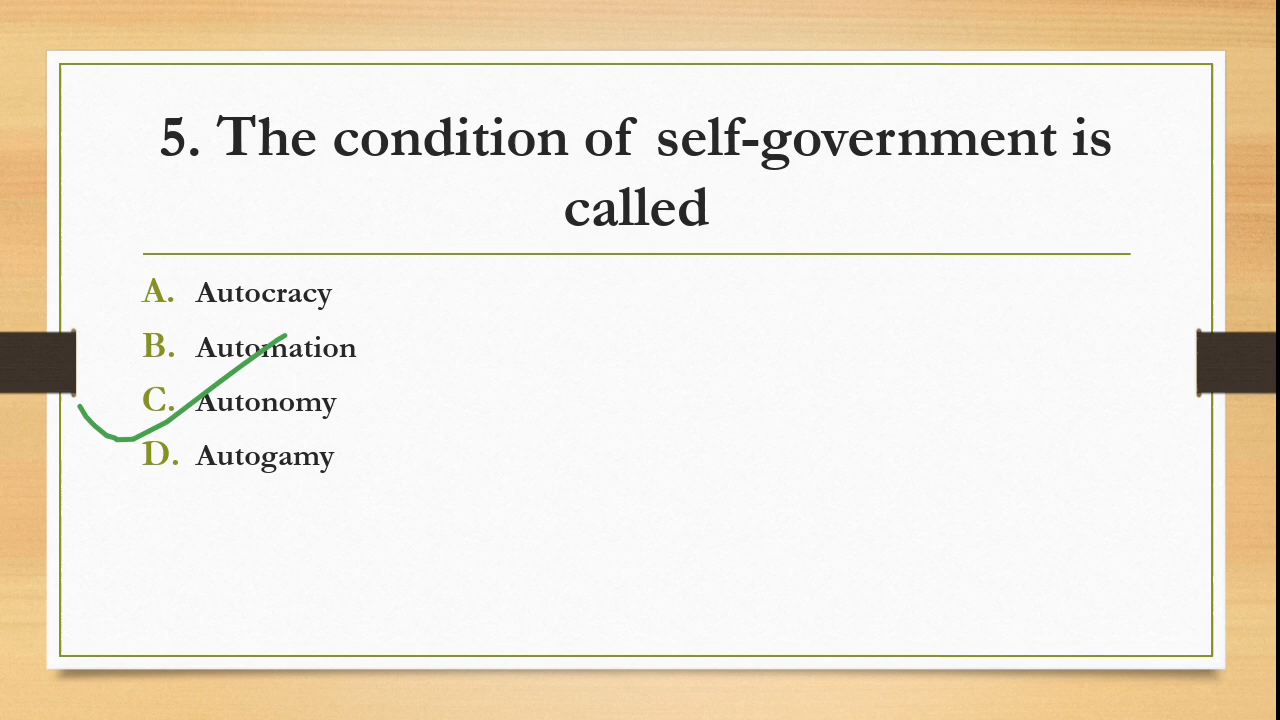 5. The condition of self-government is
called
A. Autocracy
B. Automation
C. Autonomy
D. Autogamy